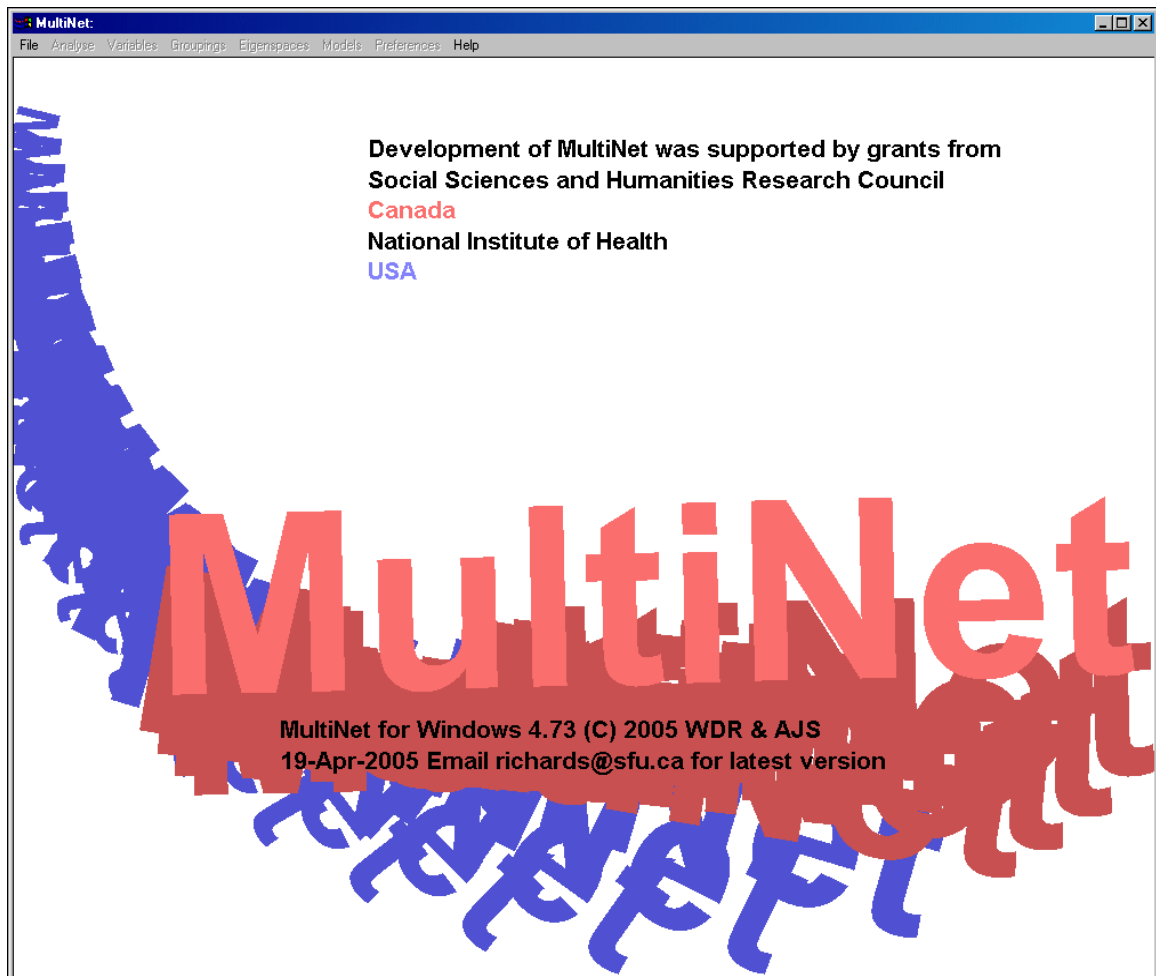 MultiNet:
File Analyse Variables Groupings Eigenspaces Models Preferences Help
Development of MultiNet was supported by grants from
Social Sciences and Humanities Research Council
Canada
National Institute of Health
USA
MultiNet
MultiNet for Windows 4.73 (C) 2005 WDR & AJS
19-Apr-2005 Email richards@sfu.ca for latest version